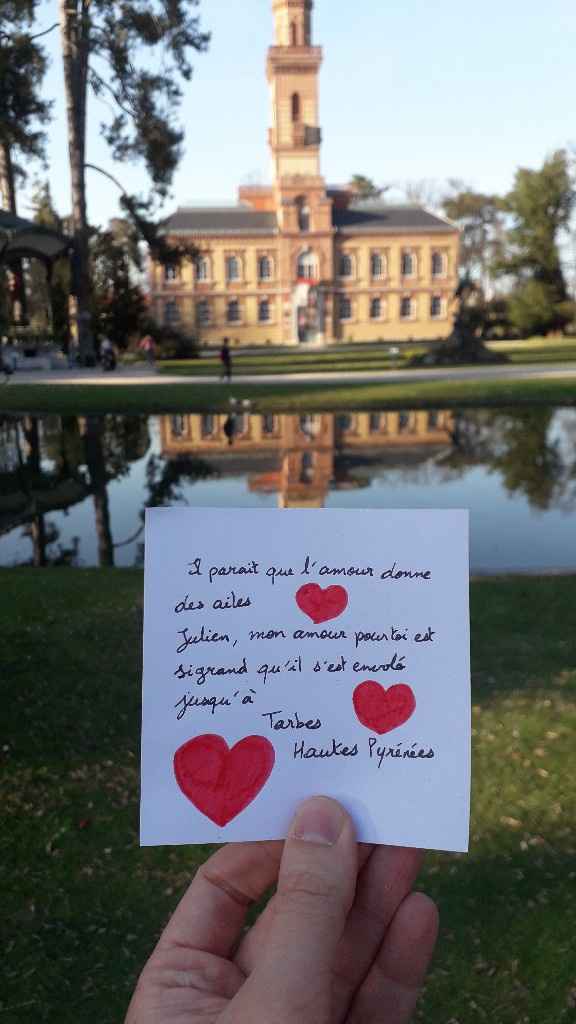 Il parait que l'amour donne
des ailes
Julien, mon amour pour toi est
si grand qu'il s'est envolé
jusqu'à
Tarbes
Hautes Pyrénées